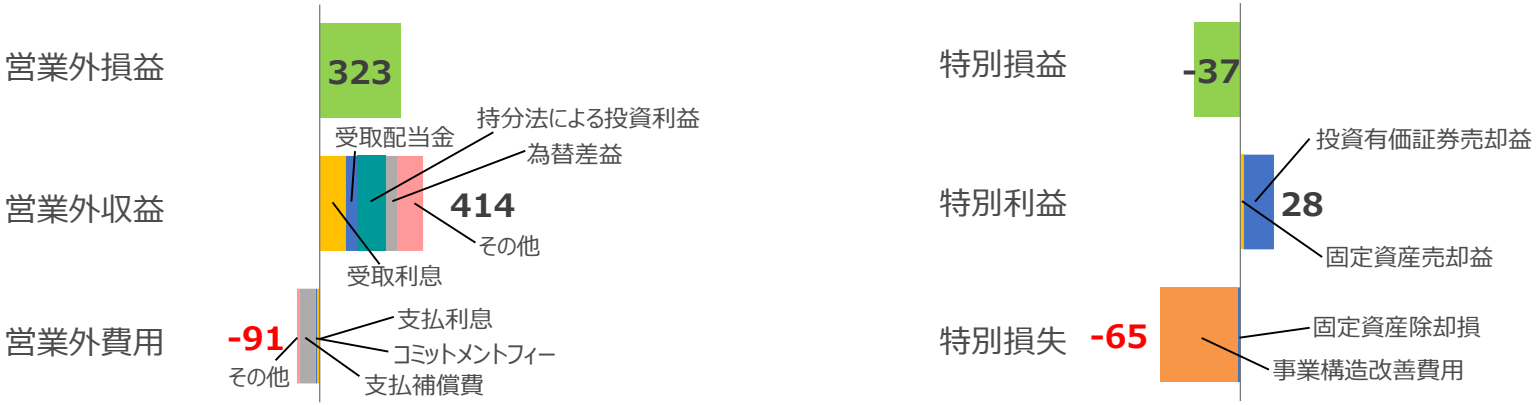 営業外損益
323
受取配当金
持分法による投資利益
為替差益
営業外収益
414
その他
受取利息
営業外費用
-91
その他
支払利息
コミットメントフィー
支払補償費
特別損益
-37
投資有価証券売却益
特別利益
28
固定資産売却益
特別損失
-65
固定資産除却損
事業構造改善費用